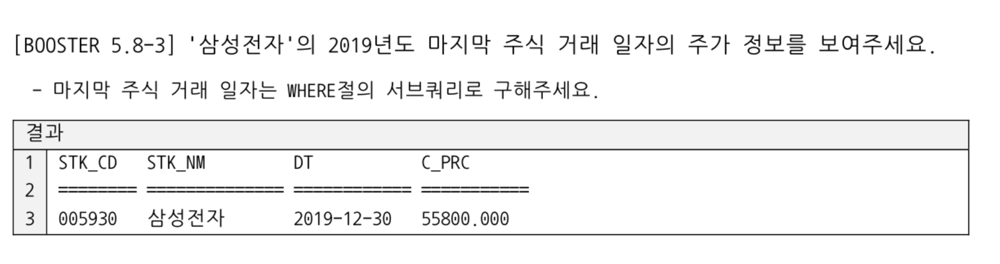 [BOOSTER 5.8-3] '삼성전자'의 2019년도 마지막 주식 거래 일자의 주가 정보를 보여주세요.
- 마지막 주식 거래 일자는 WHERE절의 서브쿼리로 구해주세요.
결과
1 STK_CD STK_NM DT C_PRC
2 ======== ============== ============ ===========
3 005930 삼성전자 2019-12-30 55800.000